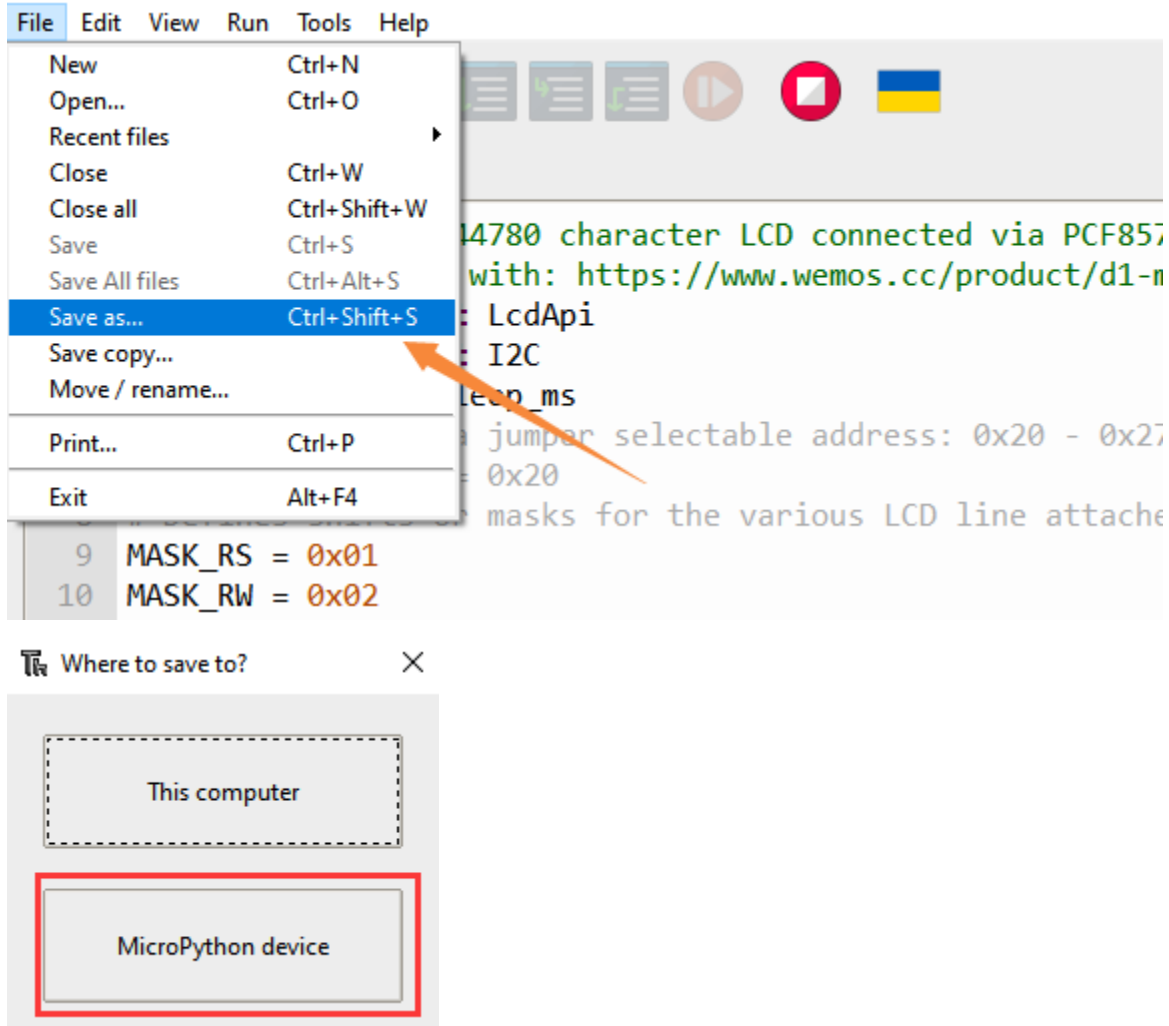 File Edit View Run Tools Help
New Ctrl+N
Open... Ctrl+O
Recent files
Close Ctrl+W
Close all Ctrl+Shift+W
Save Ctrl+S
Save All files Ctrl+Alt+S
Save as... Ctrl+Shift+S
Save copy...
Move / rename...
Print... Ctrl+P
Exit Alt+F4
44780 character LCD connected via PCF857
with: https://www.wemos.cc/product/d1-m
: LcdApi
: I2C
leep_ms
jumper selectable address: 0x20 - 0x27
= 0x20
masks for the various LCD line attache
9 MASK_RS = 0x01
10 MASK_RW = 0x02
Where to save to?
This computer
MicroPython device